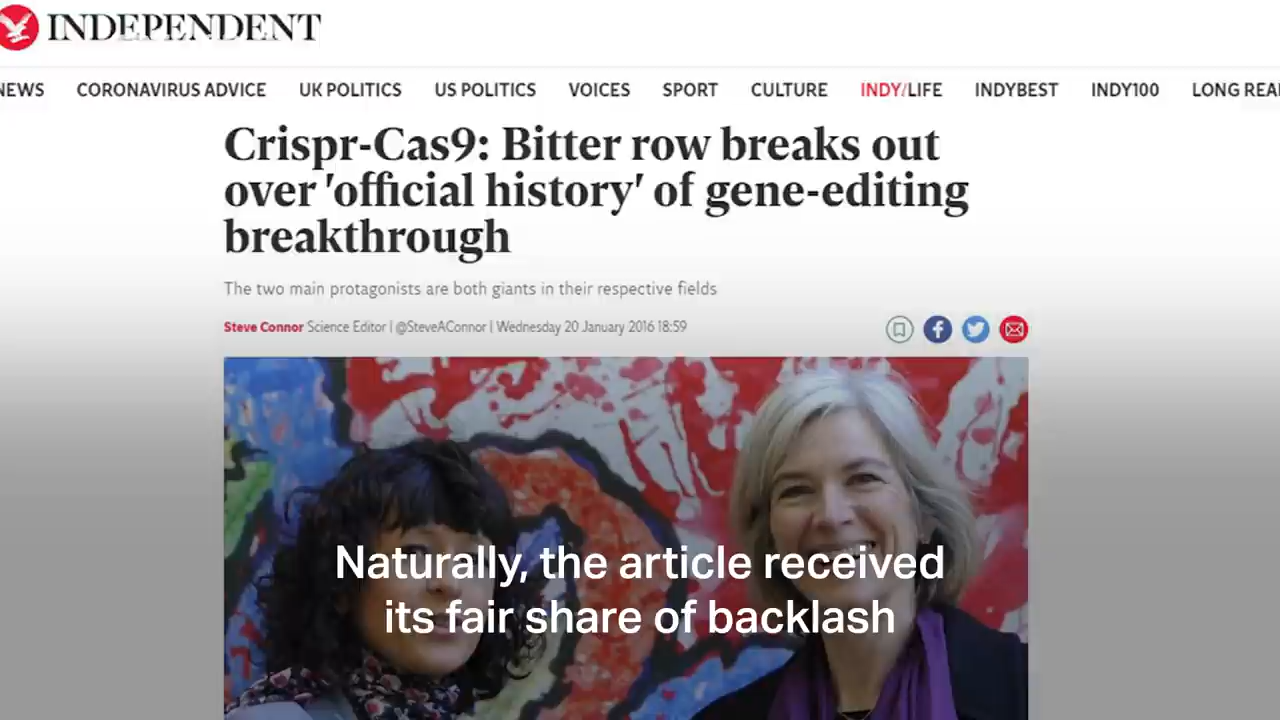 INDEPENDENT
NEWS CORONAVIRUS ADVICE UK POLITICS US POLITICS VOICES SPORT CULTURE INDY/LIFE INDYBEST INDY100 LONG REA
Crispr-Cas9: Bitter row breaks out
over 'official history' of gene-editing
breakthrough
The two main protagonists are both giants in their respective fields
Steve Connor Science Editor | @SteveAConnor | Wednesday 20 January 2016 18:59
Naturally, the article received
its fair share of backlash